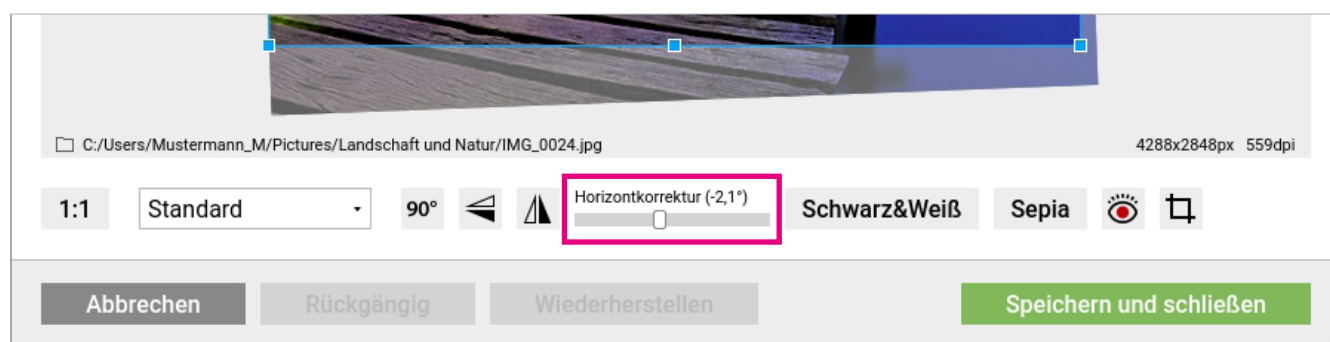 C:/Users/Mustermann_M/Pictures/Landschaft und Natur/IMG_0024.jpg 4288x2848px 559dpi
1:1 Standard 90° Horizontkorrektur (-2,1°) Schwarz&Weiß Sepia
Abbrechen Rückgängig Wiederherstellen Speichern und schließen